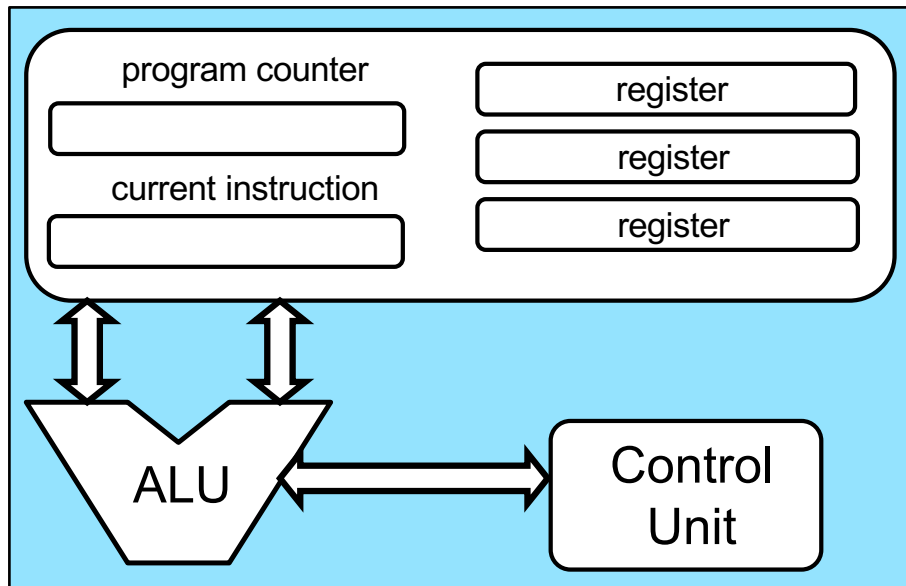 program counter
current instruction
register
register
register
ALU
Control
Unit